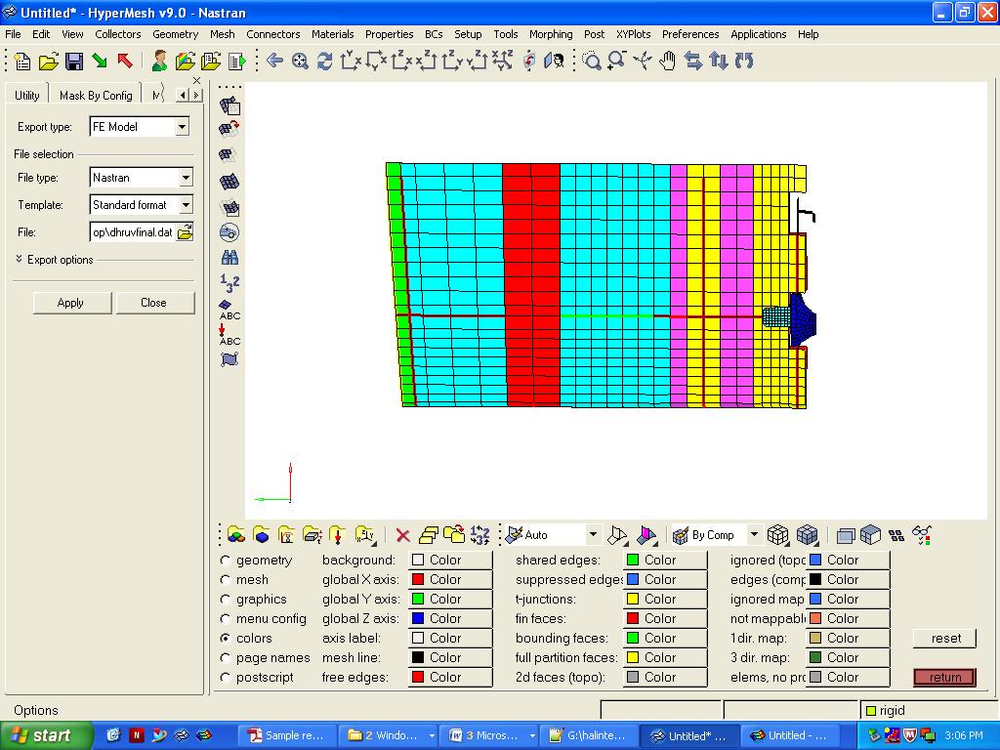 Untitled* - HyperMesh v9.0 - Nastran
File Edit View Collectors Geometry Mesh Connectors Materials Properties BCs Setup Tools Morphing Post XYPlots Preferences Applications Help
Utility Mask By Config
Export type: FE Model
File selection
File type: Nastran
Template: Standard format
File: op\dhruvfinal.dat
Export options
Apply Close
1 2 3
ABC
ABC
Auto By Comp
geometry background: Color shared edges: Color ignored (topo Color
mesh global X axis: Color suppressed edges Color edges (comp Color
graphics global Y axis: Color t-junctions: Color ignored map Color
menu config global Z axis: Color fin faces: Color not mappabl Color
colors axis label: Color bounding faces: Color 1dir. map: Color reset
page names mesh line: Color full partition faces: Color 3 dir. map: Color
postscript free edges: Color 2d faces (topo): Color elems, no pro Color return
Options rigid
start Sample re... 2 Windo... 3 Micros... G:\halinte... Untitled* ... Untitled - ... 3:06 PM